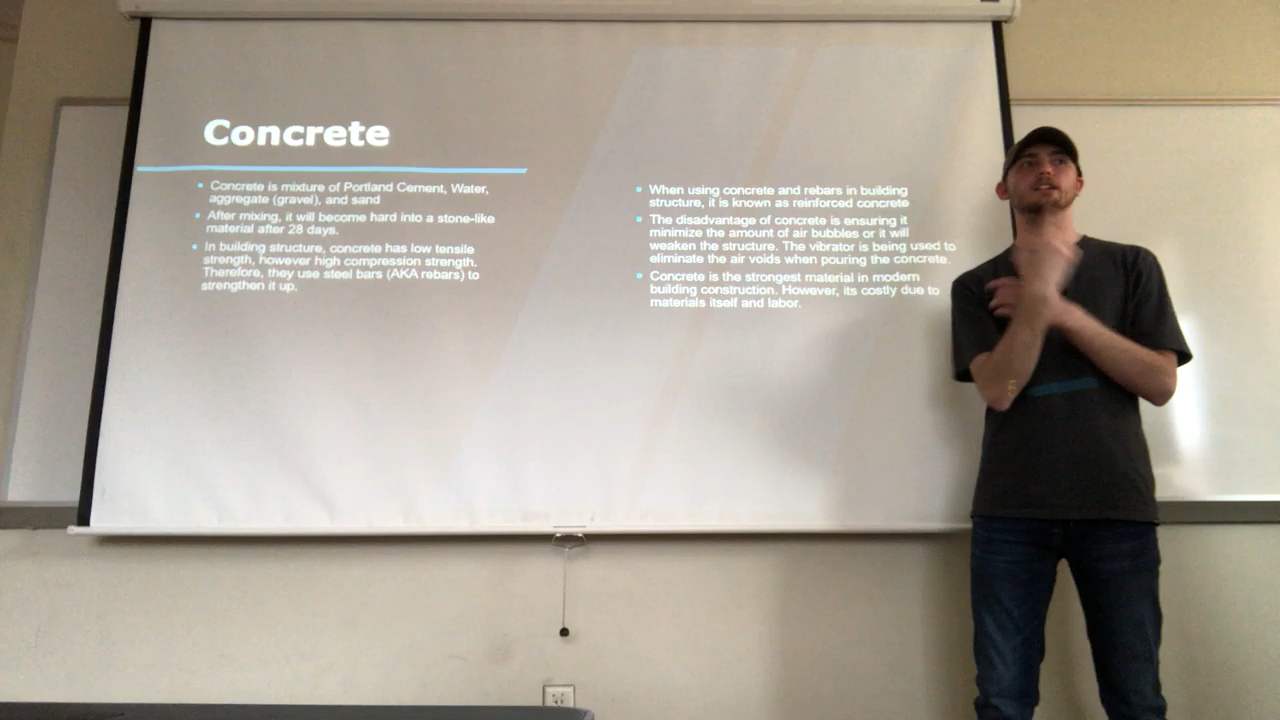 Concrete
Concrete is mixture of Portland Cement, Water,
aggregate (gravel), and sand
After mixing, it will become hard into a stone-like
material after 28 days.
In building structure, concrete has low tensile
strength, however high compression strength.
Therefore, they use steel bars (AKA rebars) to
strengthen it up.
When using concrete and rebars in building
structure, it is known as reinforced concrete
The disadvantage of concrete is ensuring it
minimize the amount of air bubbles or it will
weaken the structure. The vibrator is being used to
eliminate the air voids when pouring the concrete.
Concrete is the strongest material in modern
building construction. However, its costly due to
materials itself and labor.